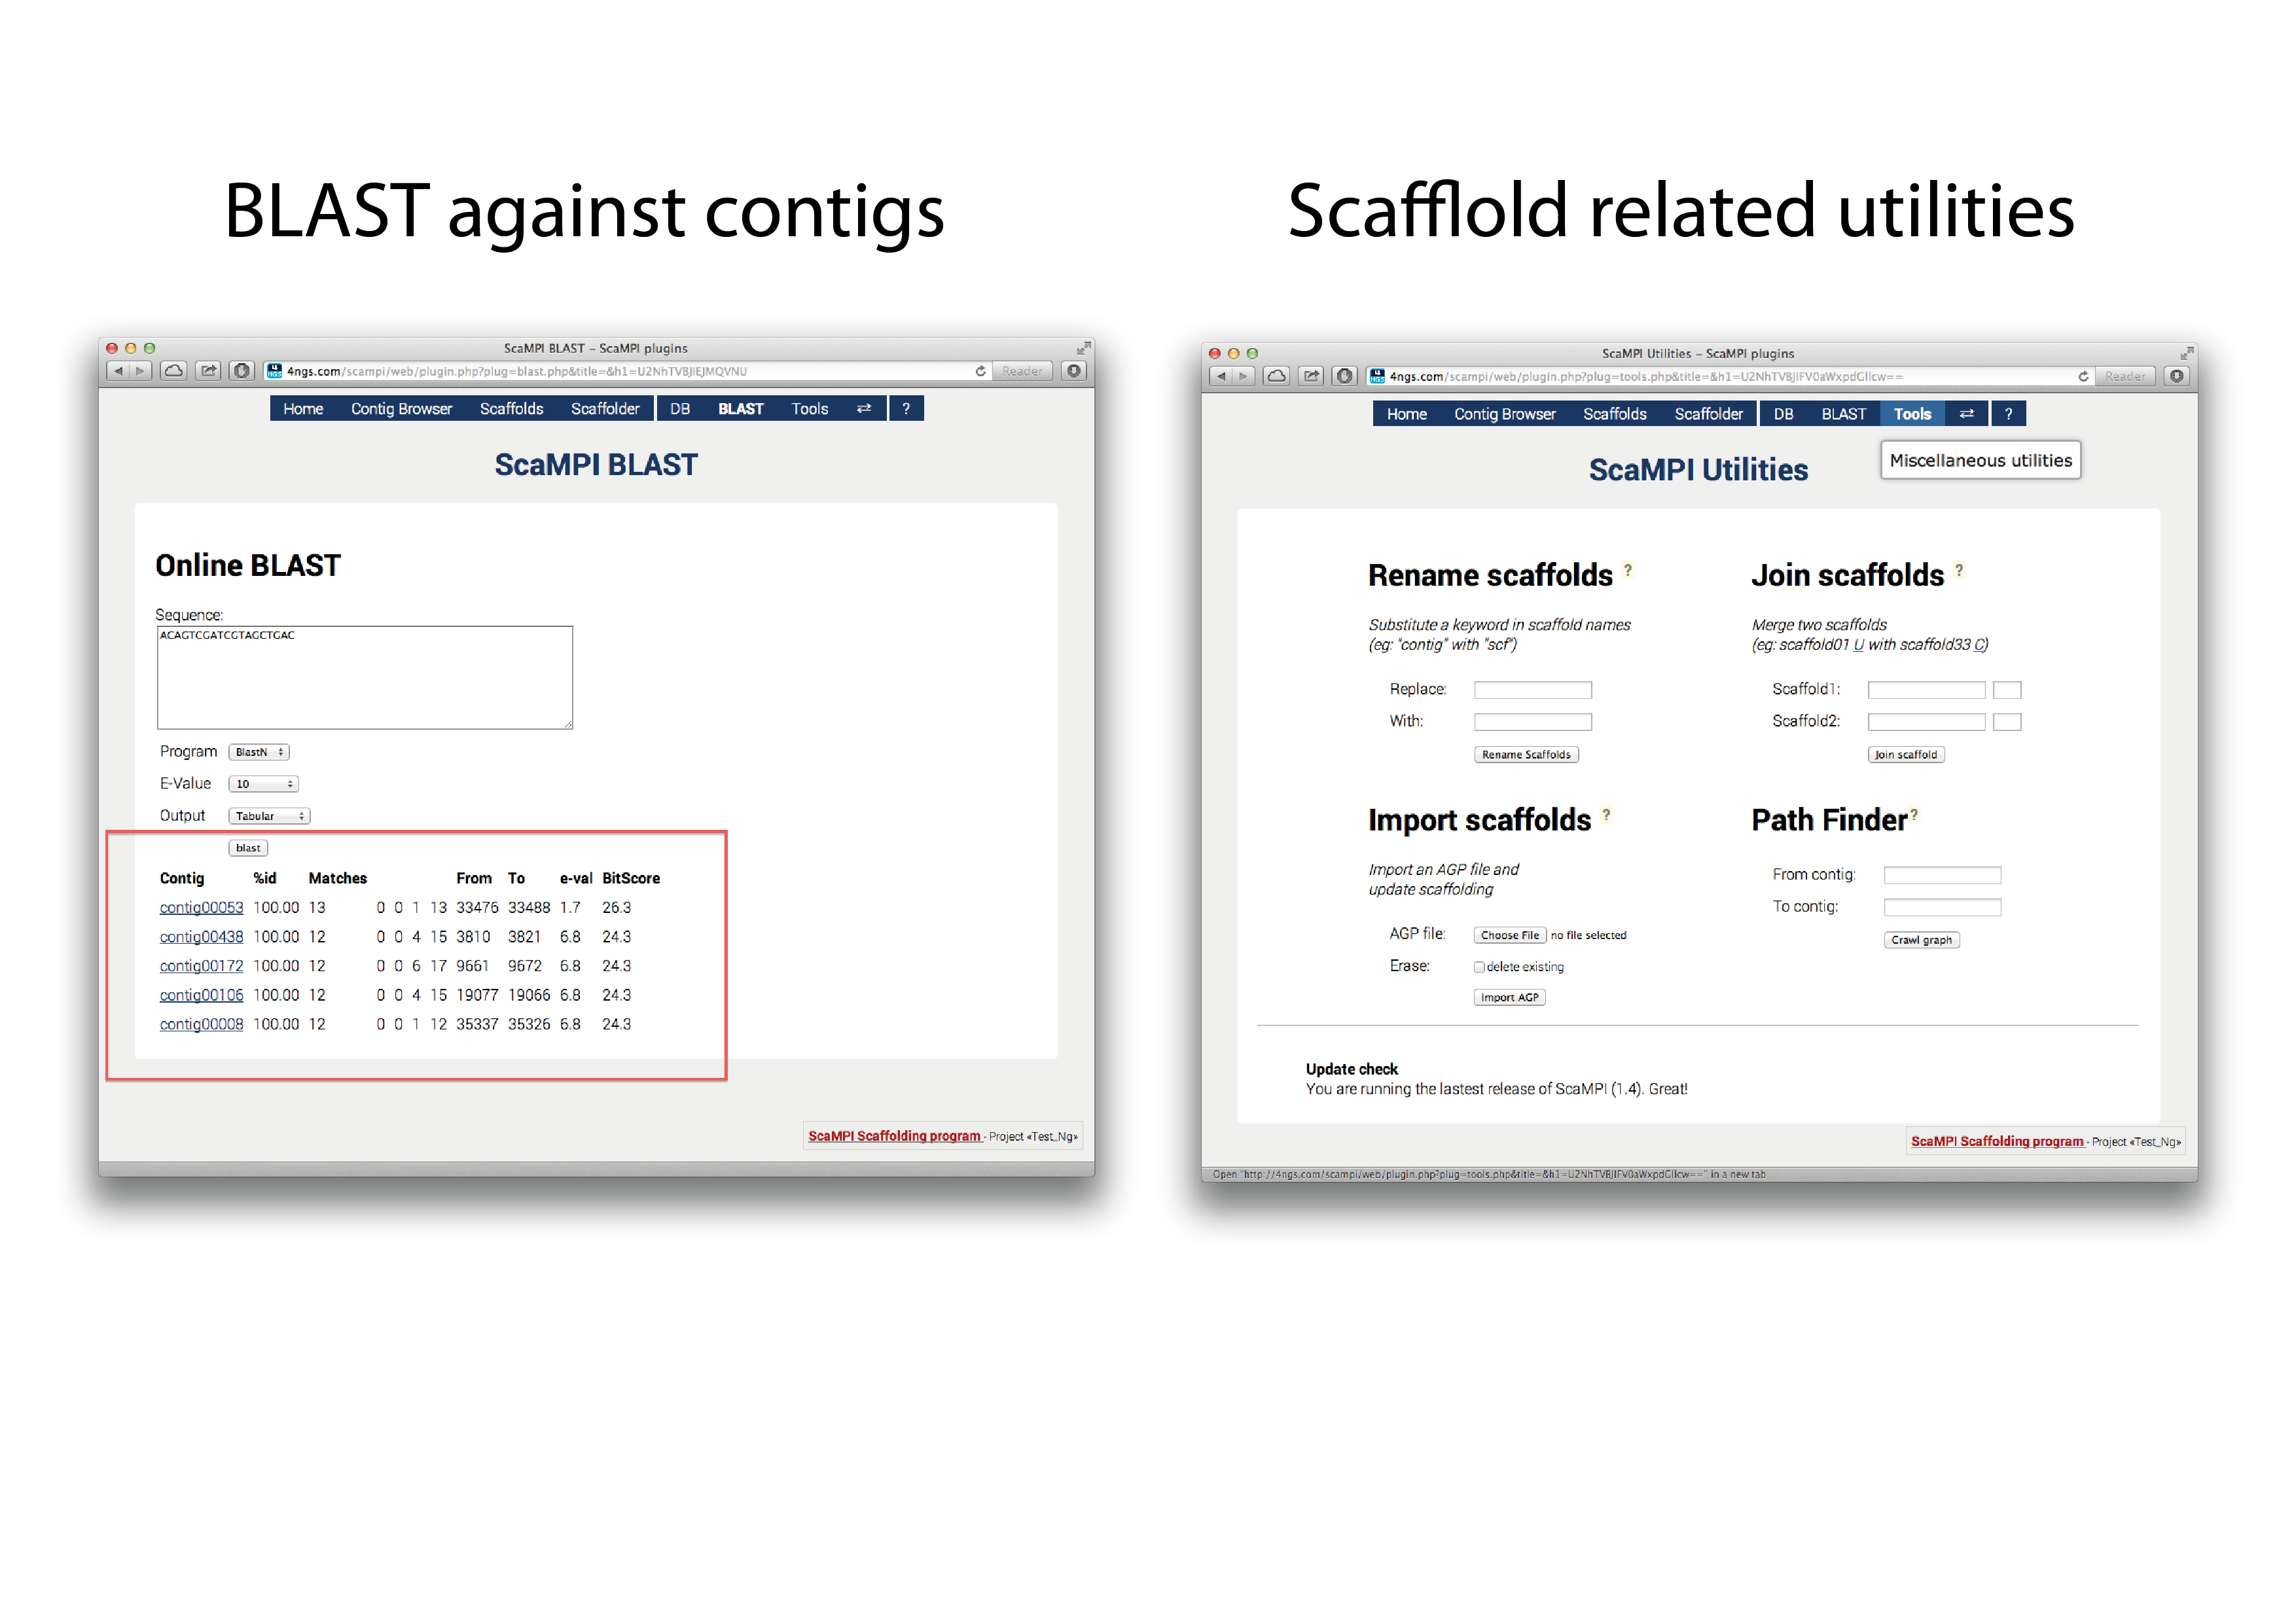 BLAST against contigs
Scafflold related utilities
ScaMPI BLAST – ScaMPI plugins
4ngs.com/scampi/web/plugin.php?plug=blast.php&title=&h1=U2NhTVBJIEJMQVNU
Reader
Home Contig Browser Scaffolds Scaffolder DB BLAST Tools ⇄ ?
ScaMPI BLAST
Online BLAST
Sequence:
ACAGTCGATCGTAGCTGAC
Program BlastN
E-Value 10
Output Tabular
blast
Contig %id Matches From To e-val BitScore
contig00053 100.00 13 0 0 1 13 33476 33488 1.7 26.3
contig00438 100.00 12 0 0 4 15 3810 3821 6.8 24.3
contig00172 100.00 12 0 0 6 17 9661 9672 6.8 24.3
contig00106 100.00 12 0 0 4 15 19077 19066 6.8 24.3
contig00008 100.00 12 0 0 1 12 35337 35326 6.8 24.3
ScaMPI Scaffolding program - Project «Test_Ng»
ScaMPI Utilities – ScaMPI plugins
4ngs.com/scampi/web/plugin.php?plug=tools.php&title=&h1=U2NhTVBJIFV0aWxpdGllcw==
Reader
Home Contig Browser Scaffolds Scaffolder DB BLAST Tools ⇄ ?
Miscellaneous utilities
ScaMPI Utilities
Rename scaffolds ?
Substitute a keyword in scaffold names
(eg: "contig" with "scf")
Replace:
With:
Rename Scaffolds
Join scaffolds ?
Merge two scaffolds
(eg: scaffold01 U with scaffold33 C)
Scaffold1:
Scaffold2:
Join scaffold
Import scaffolds ?
Import an AGP file and
update scaffolding
AGP file: Choose File no file selected
Erase: delete existing
Import AGP
Path Finder ?
From contig:
To contig:
Crawl graph
Update check
You are running the lastest release of ScaMPI (1.4). Great!
ScaMPI Scaffolding program - Project «Test_Ng»
Open "http://4ngs.com/scampi/web/plugin.php?plug=tools.php&title=&h1=U2NhTVBJIFV0aWxpdGllcw==" in a new tab